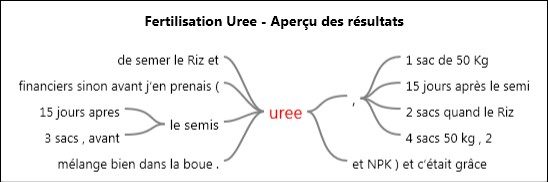 Fertilisation Uree - Aperçu des résultats
de semer le Riz et
financiers sinon avant j'en prenais (
15 jours apres
3 sacs , avant
le semis
mélange bien dans la boue .
uree
,
1 sac de 50 Kg
15 jours après le semi
2 sacs quand le Riz
4 sacs 50 kg , 2
et NPK ) et c'était grâce